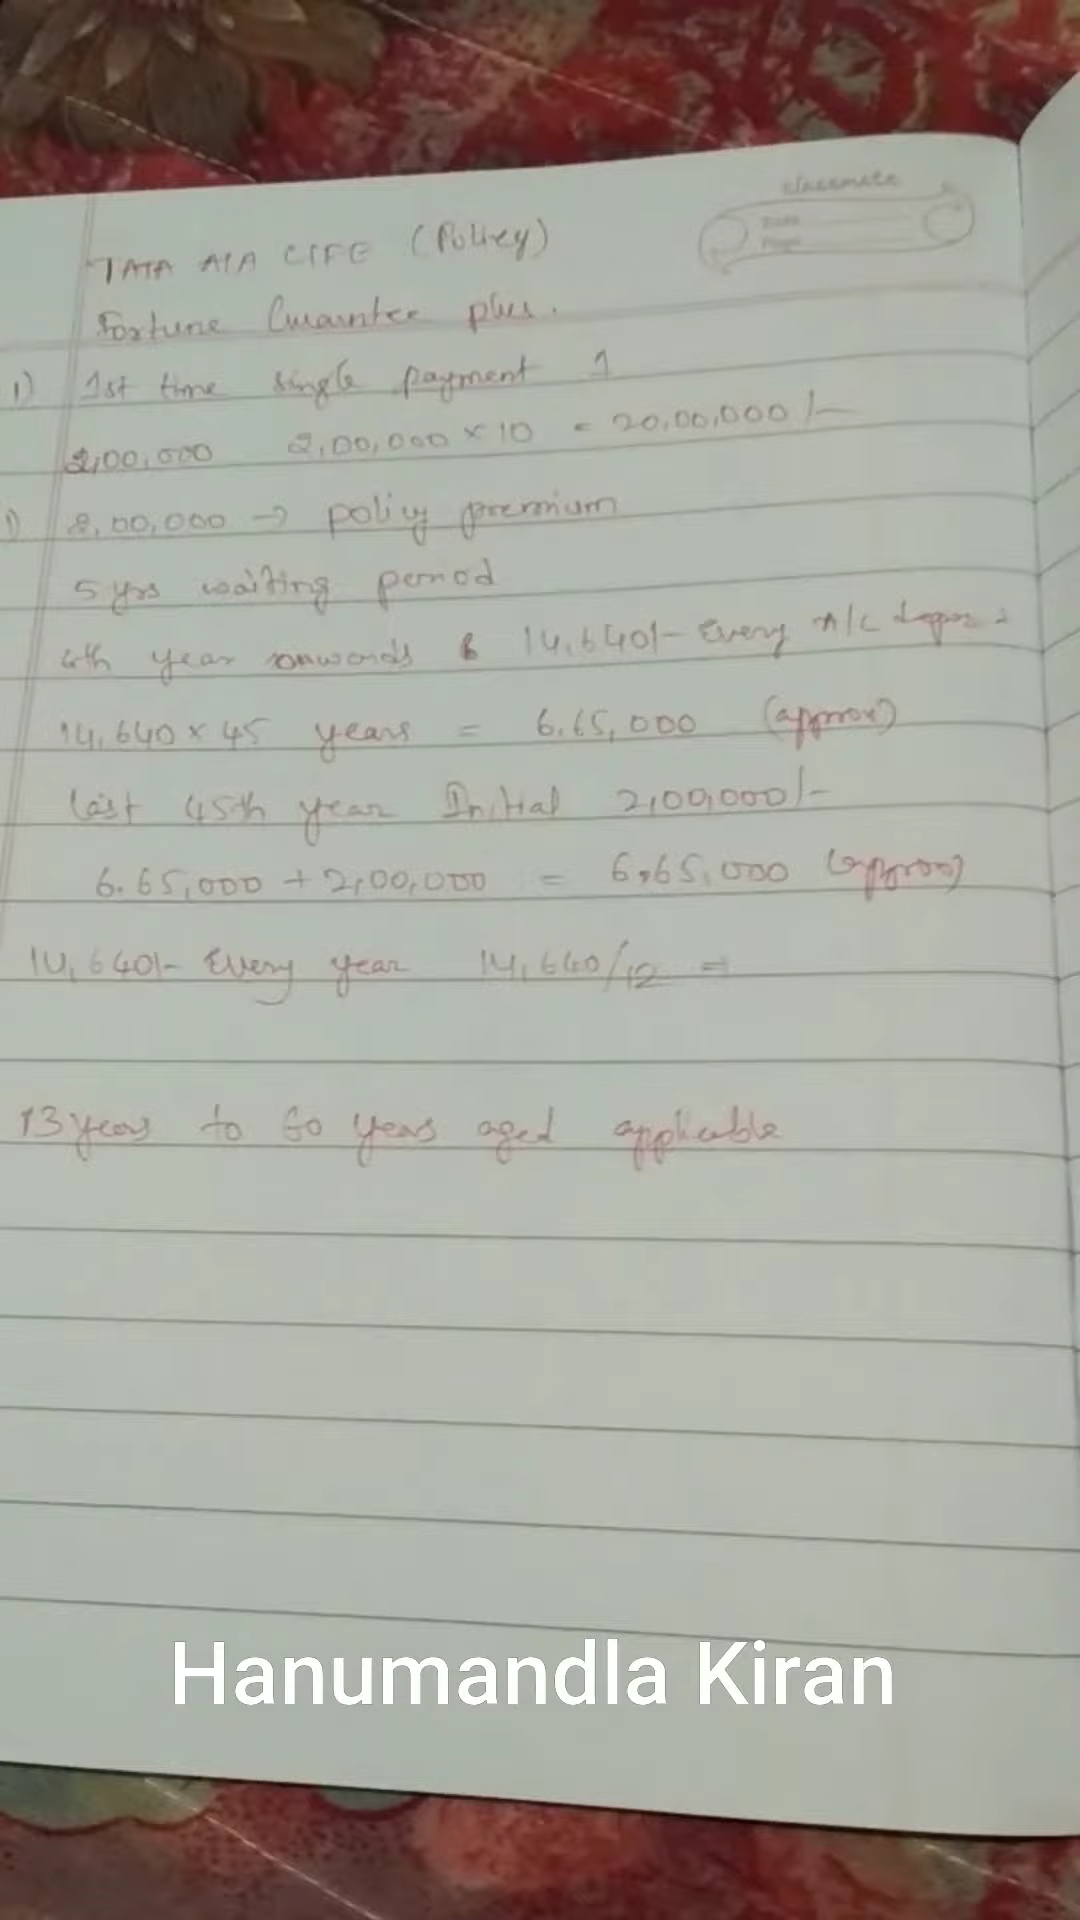 classmate
Date
Page
TATA AIA LIFE (Policy)
Fortune Guarantee plus.
1) 1st time single payment 1
2,00,000 2,00,000 × 10 = 20,00,000/-
1) 2,00,000 → policy premium
5 yrs waiting period
6th year onwards 14,640/- Every A/C
14,640 × 45 years = 6.65,000 (approx)
last 45th year Initial 2,00,000/-
6.65,000 + 2,00,000 = 6,65,000 (approx)
14,640/- Every year 14,640/12 =
13 years to 60 years aged applicable
Hanumandla Kiran